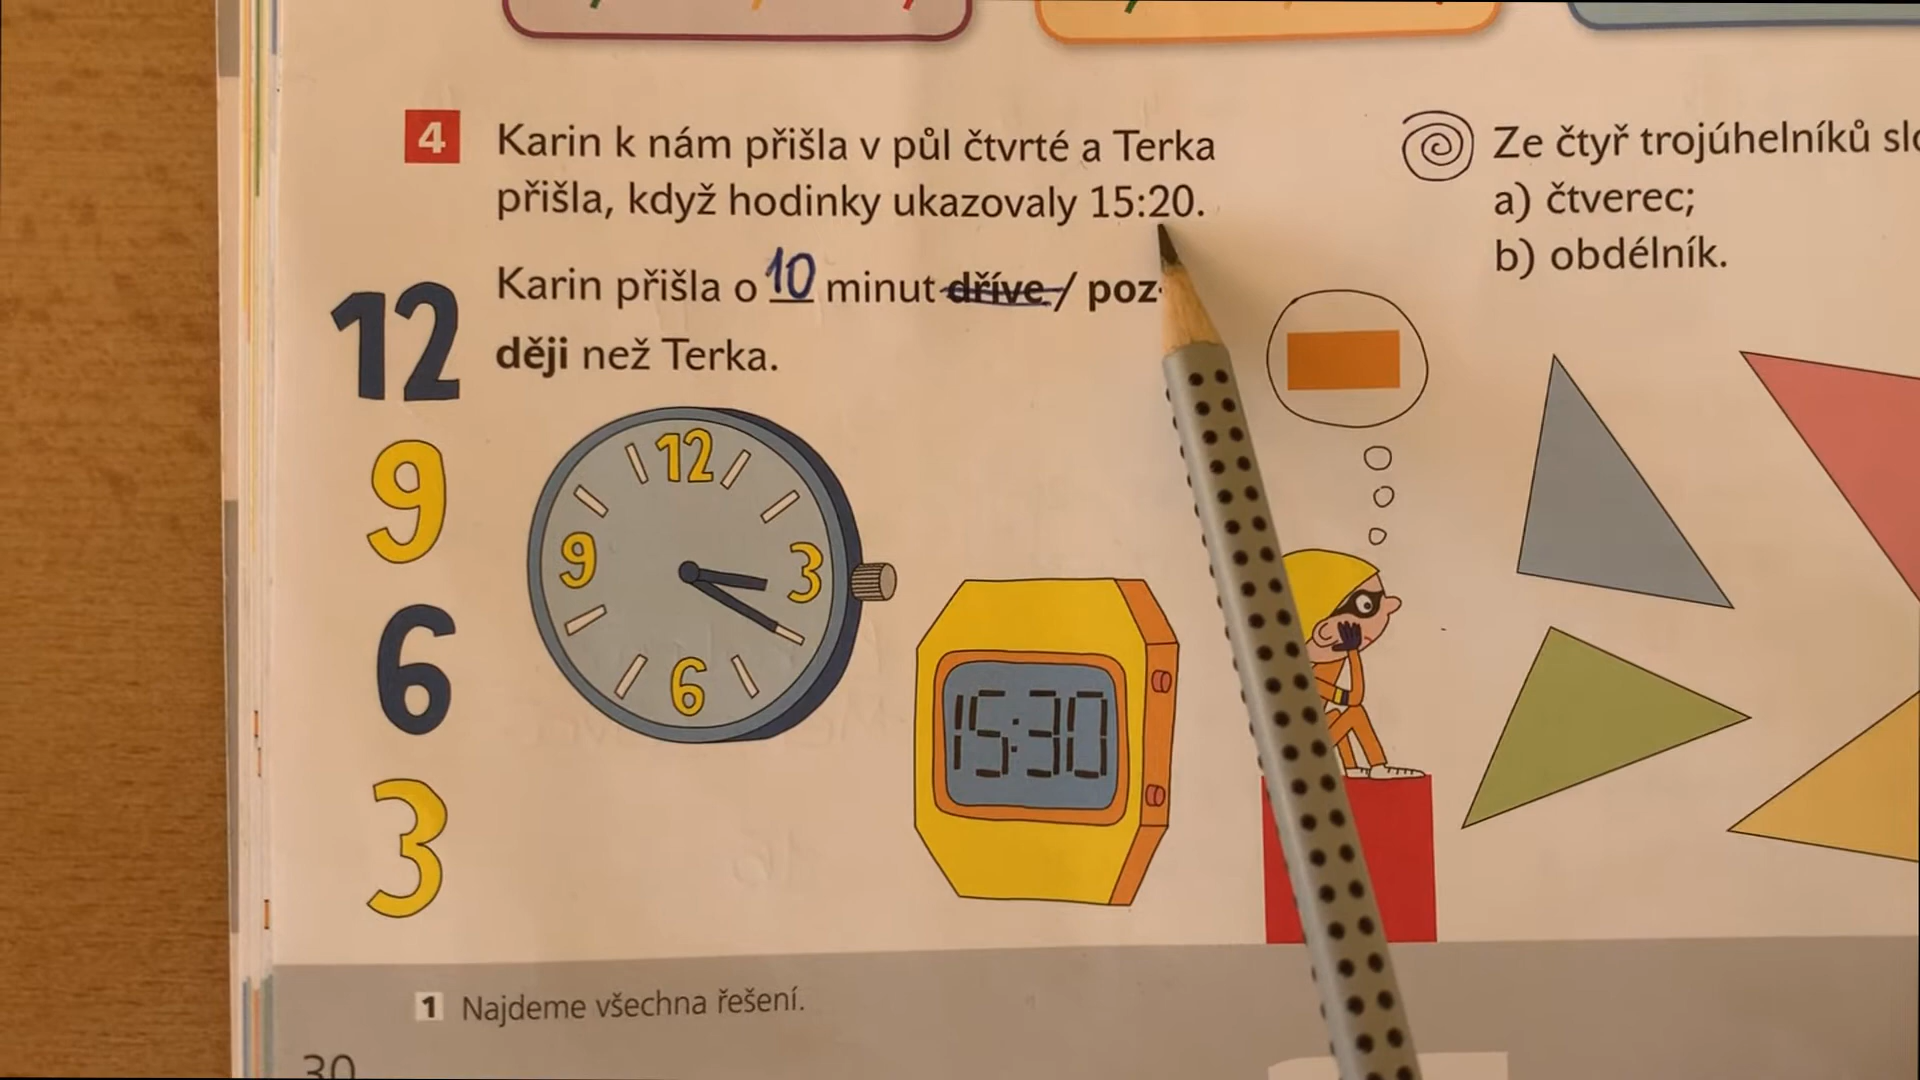 4 Karin k nám přišla v půl čtvrté a Terka
přišla, když hodinky ukazovaly 15:20.
Karin přišla o 10 minut dříve / poz-
ději než Terka.
12
9
6
3
12
9
3
6
15:30
Ze čtyř trojúhelníků slo
a) čtverec;
b) obdélník.
1 Najdeme všechna řešení.
30